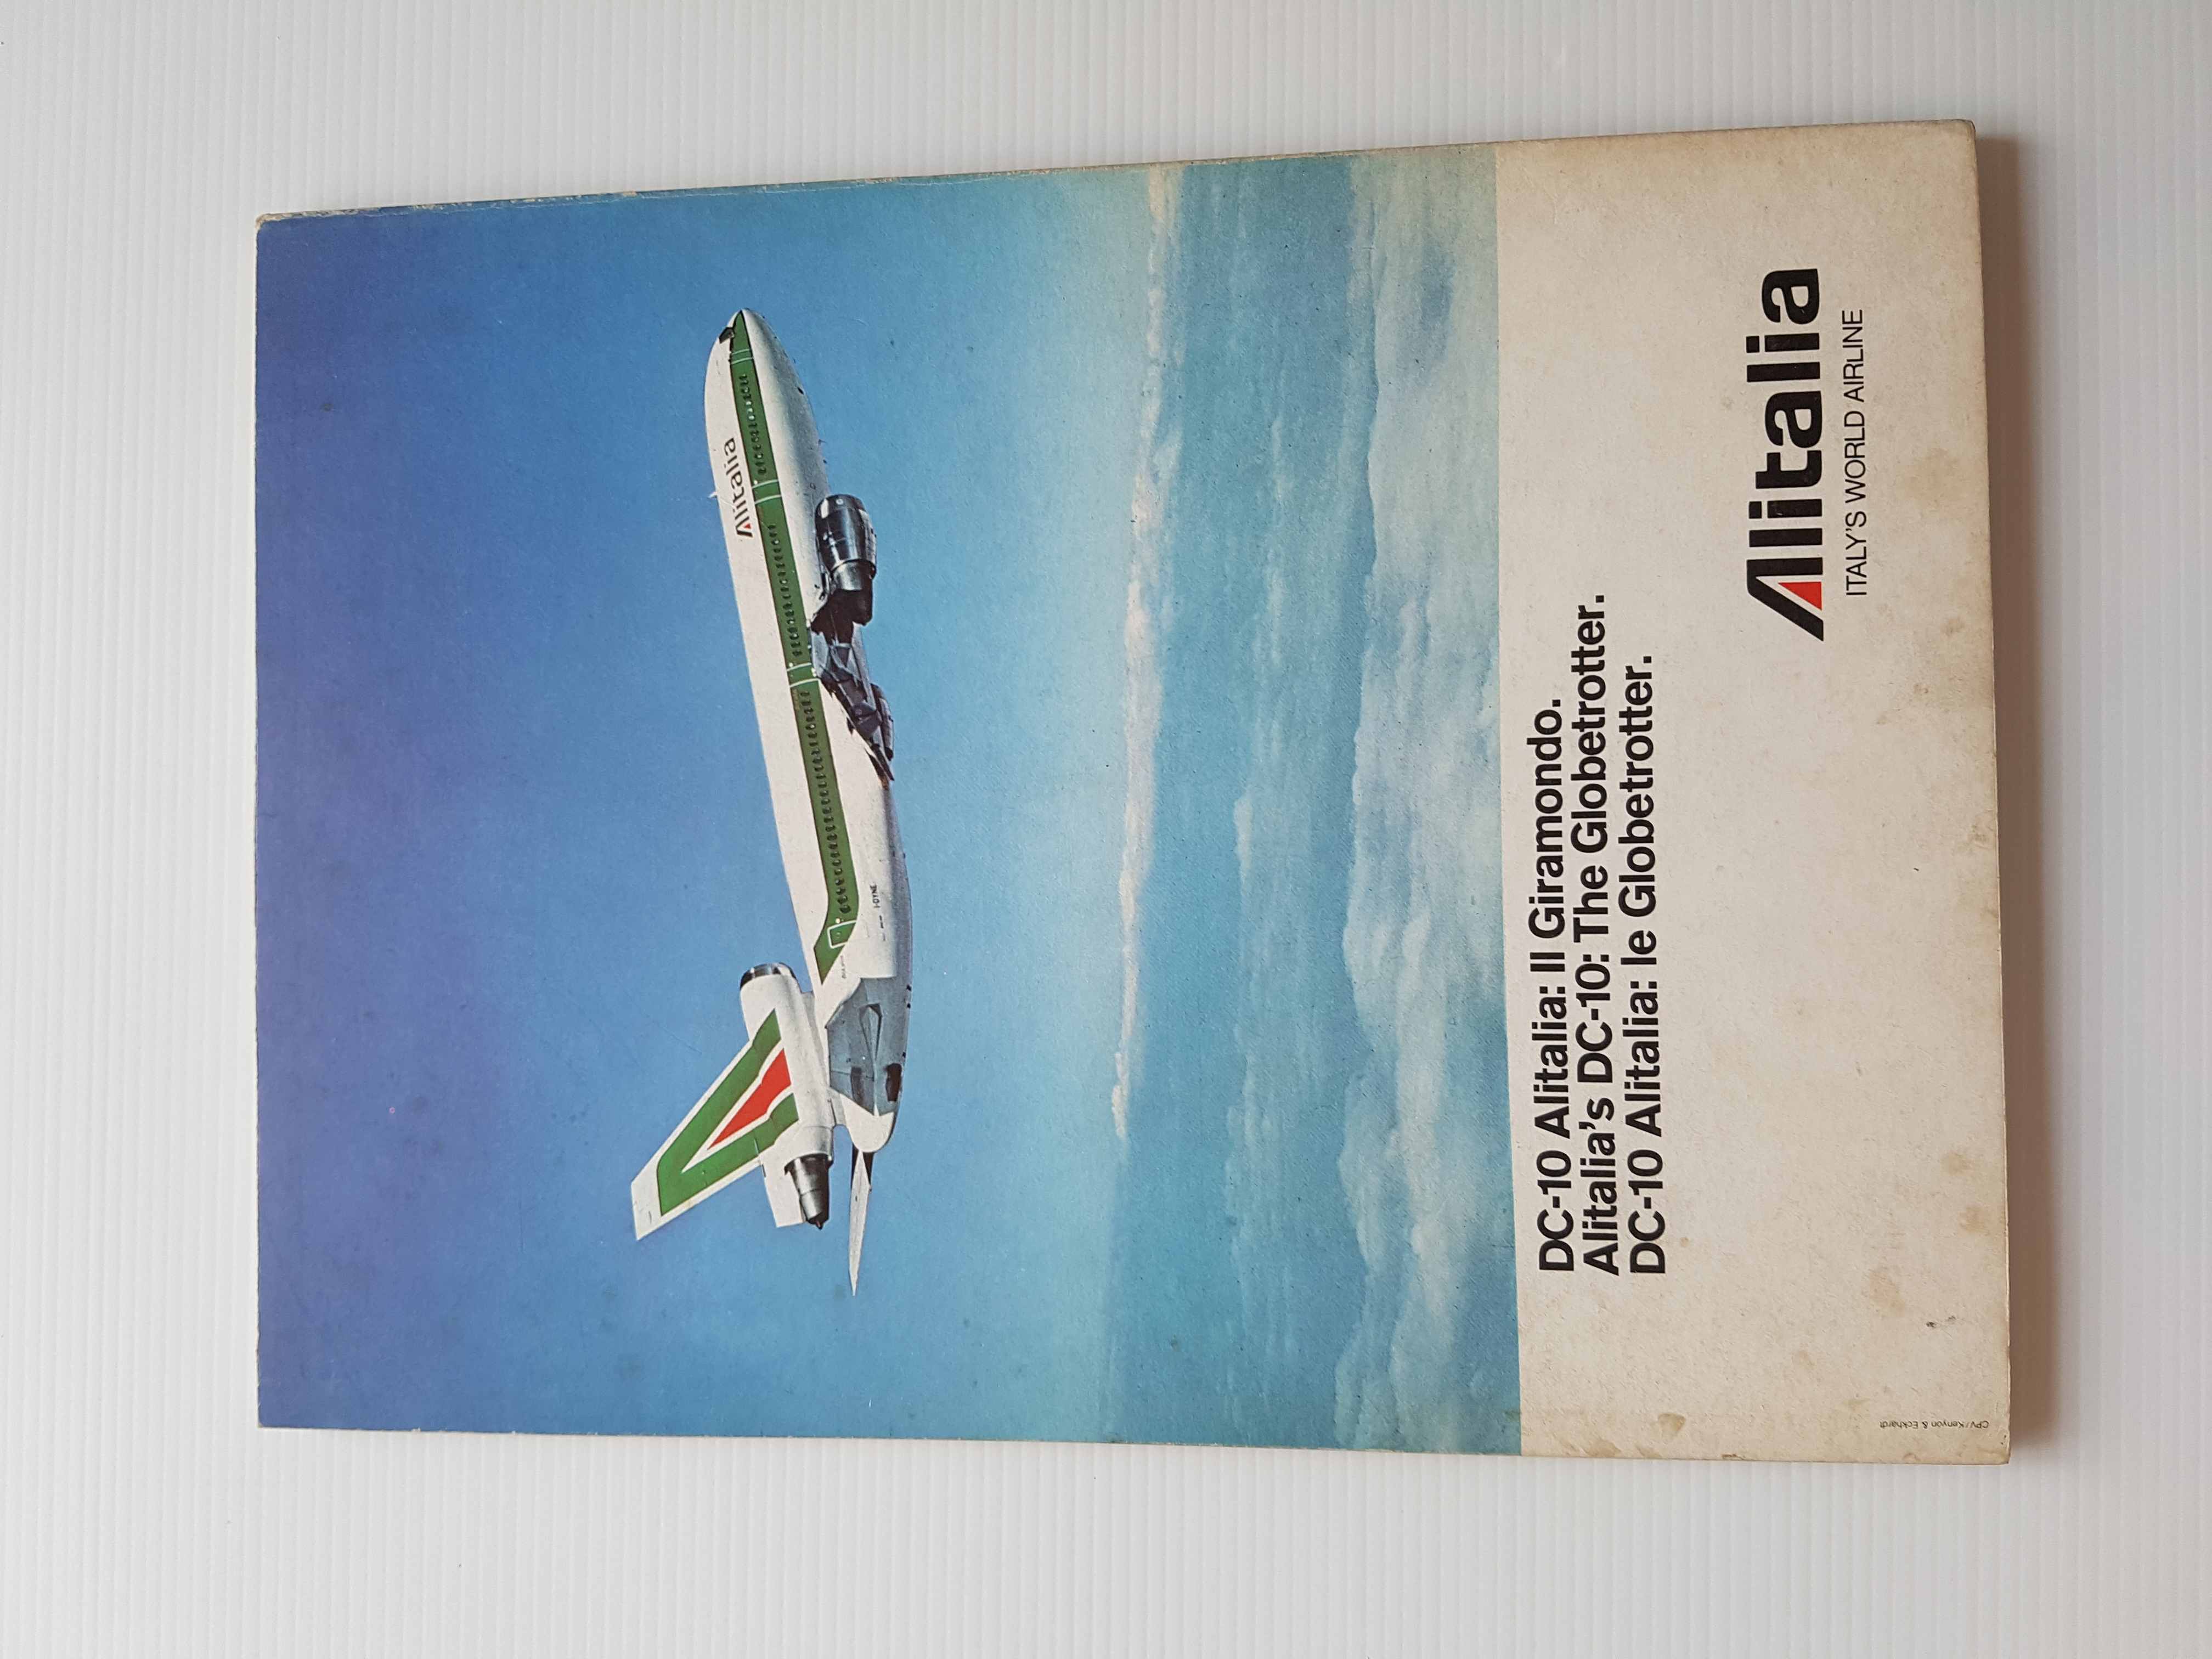 Alitalia
I-DYNE
DC-10 Alitalia: Il Giramondo.
Alitalia's DC-10: The Globetrotter.
DC-10 Alitalia: le Globetrotter.
Alitalia
ITALY'S WORLD AIRLINE
CPV/Kenyon & Eckhardt